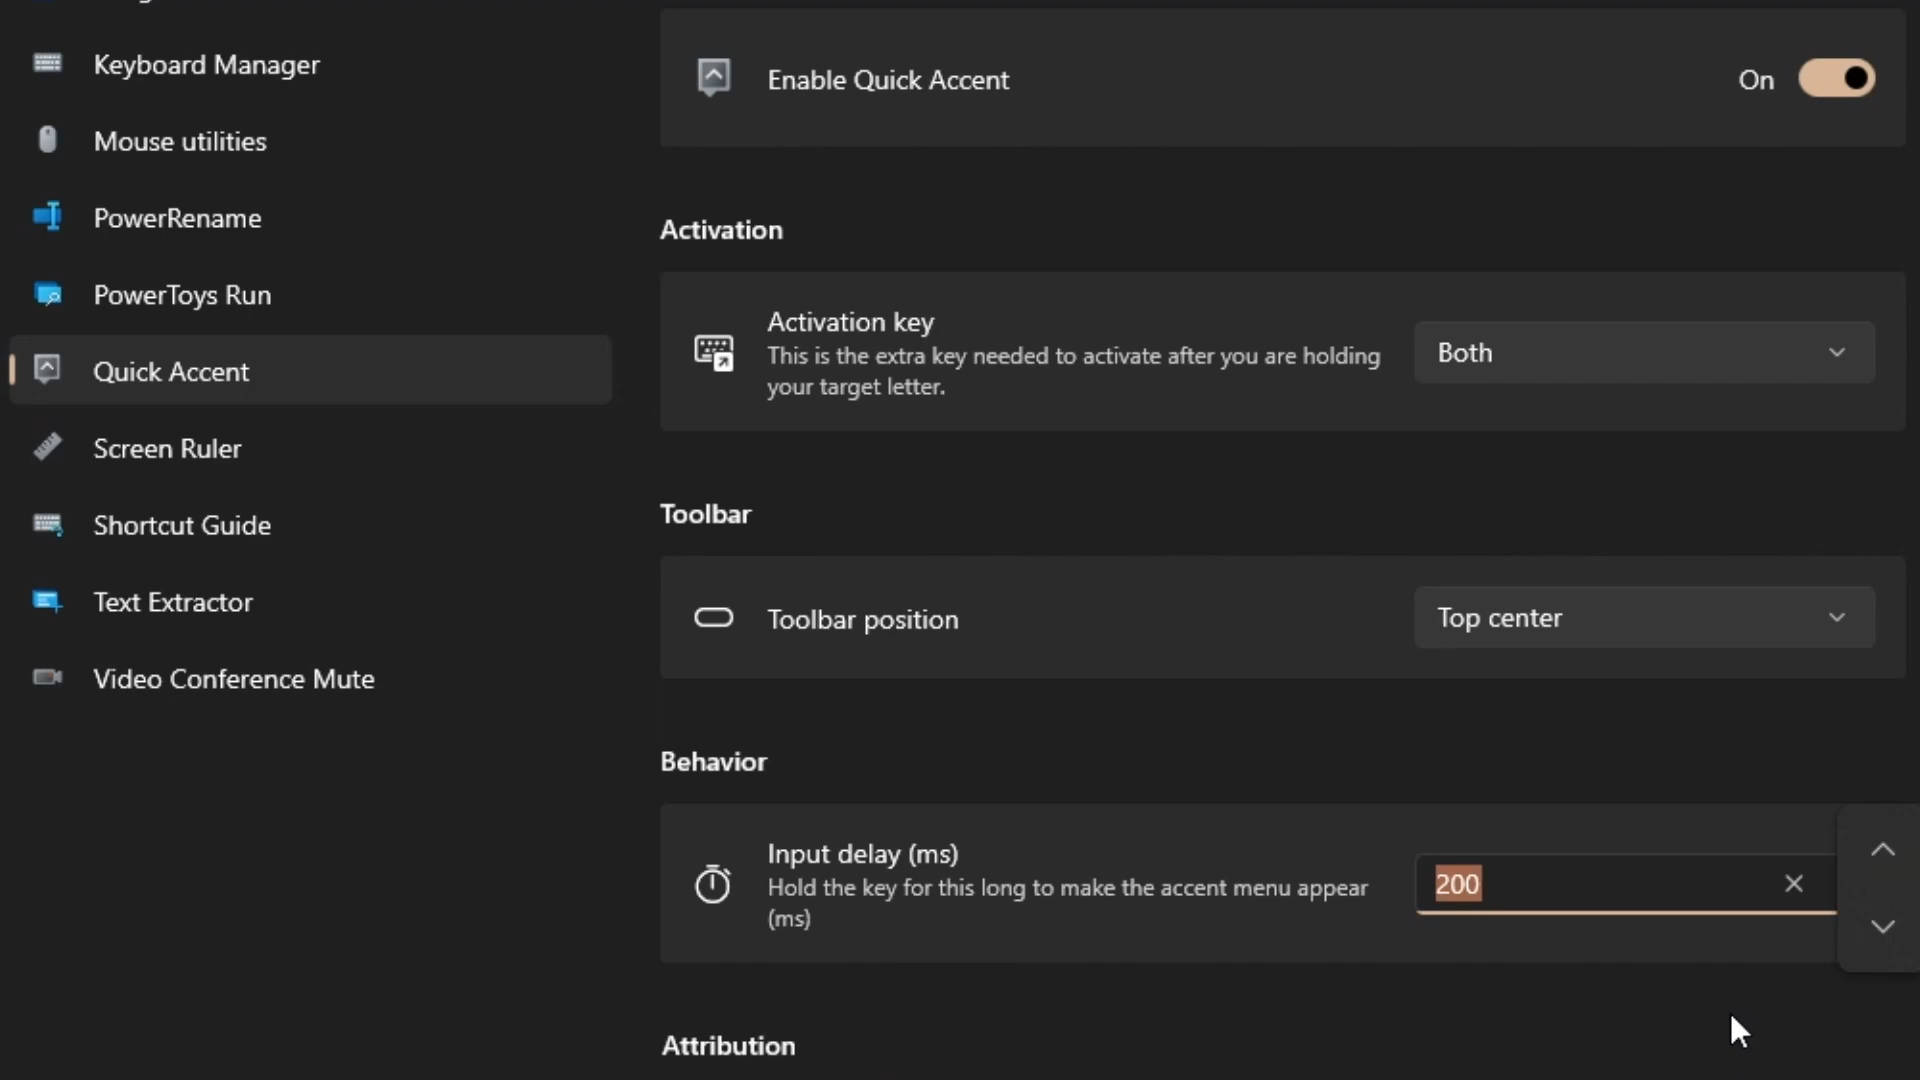 Keyboard Manager
Mouse utilities
PowerRename
PowerToys Run
Quick Accent
Screen Ruler
Shortcut Guide
Text Extractor
Video Conference Mute
Enable Quick Accent
On
Activation
Activation key
This is the extra key needed to activate after you are holding
your target letter.
Both
Toolbar
Toolbar position
Top center
Behavior
Input delay (ms)
Hold the key for this long to make the accent menu appear
(ms)
200
Attribution